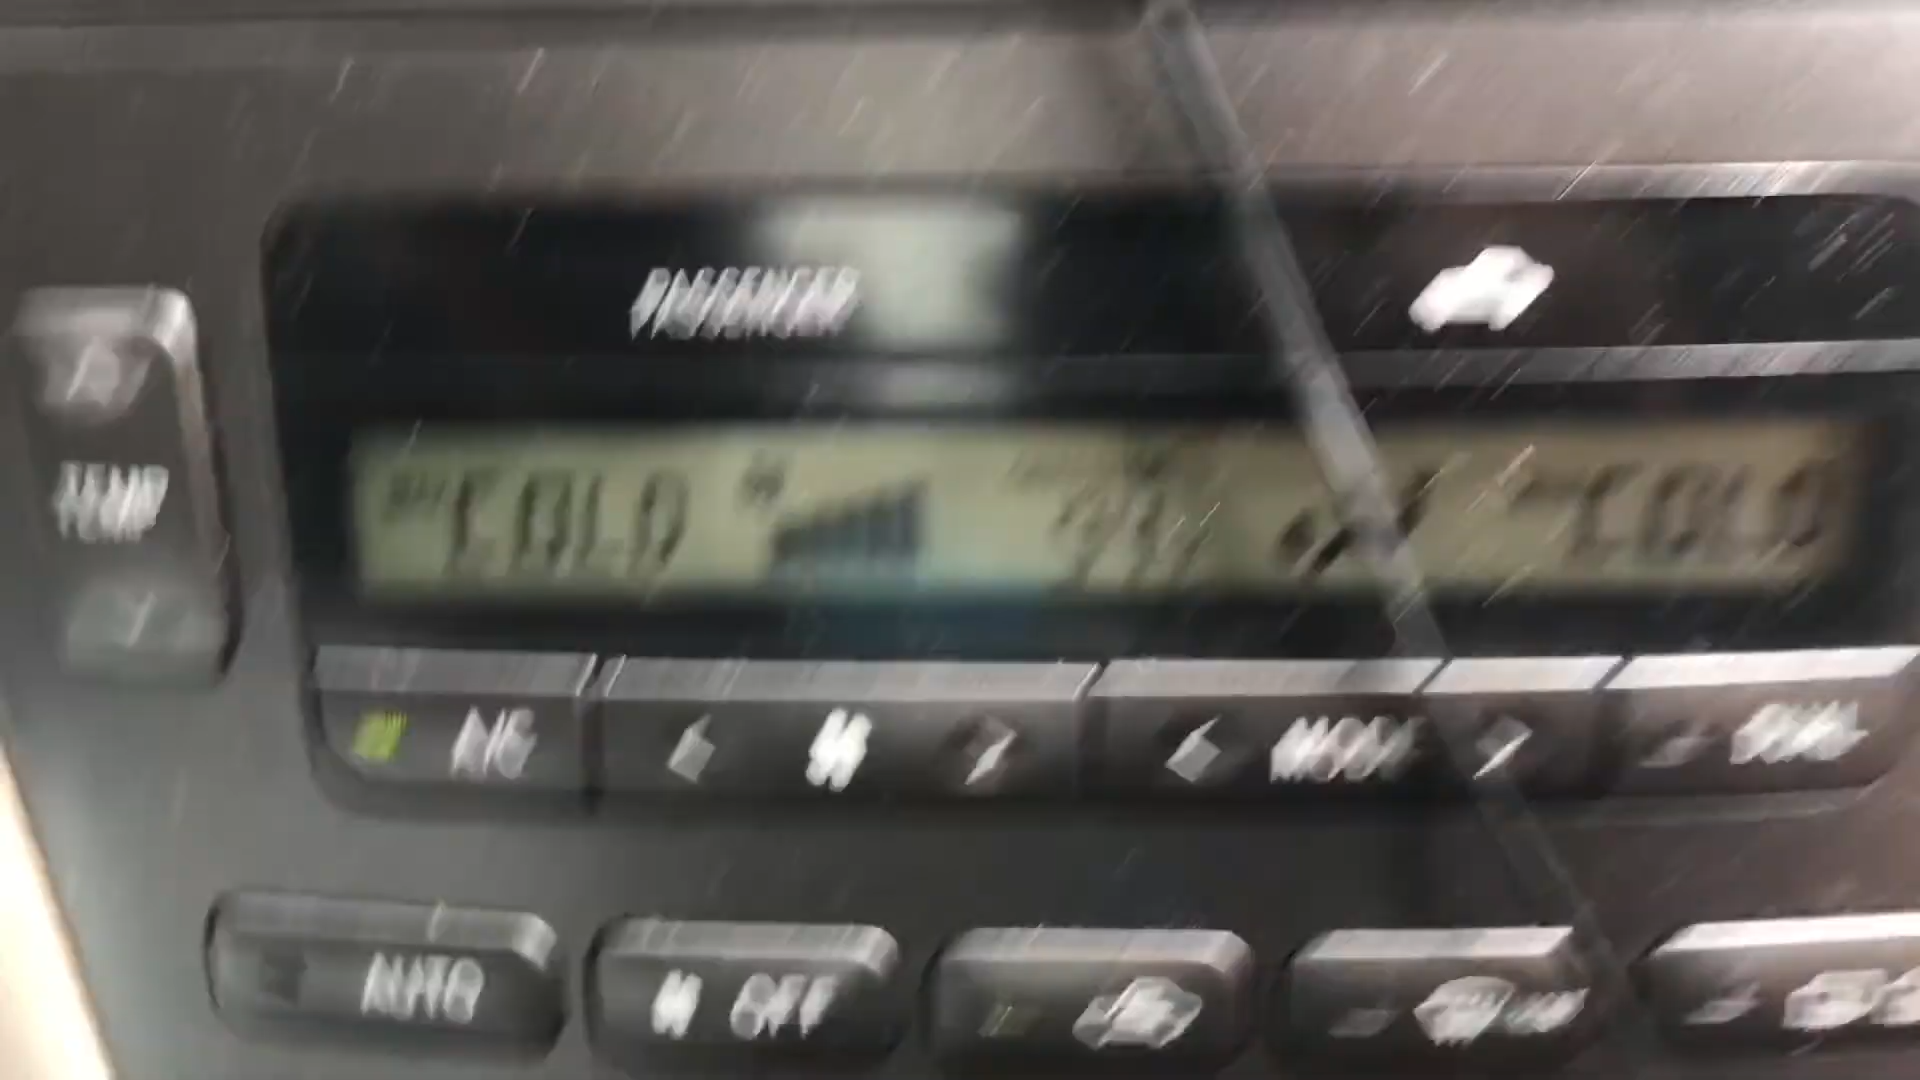 PASSENGER
TEMP
COLD COLD
A/C MODE DUAL
AUTO OFF